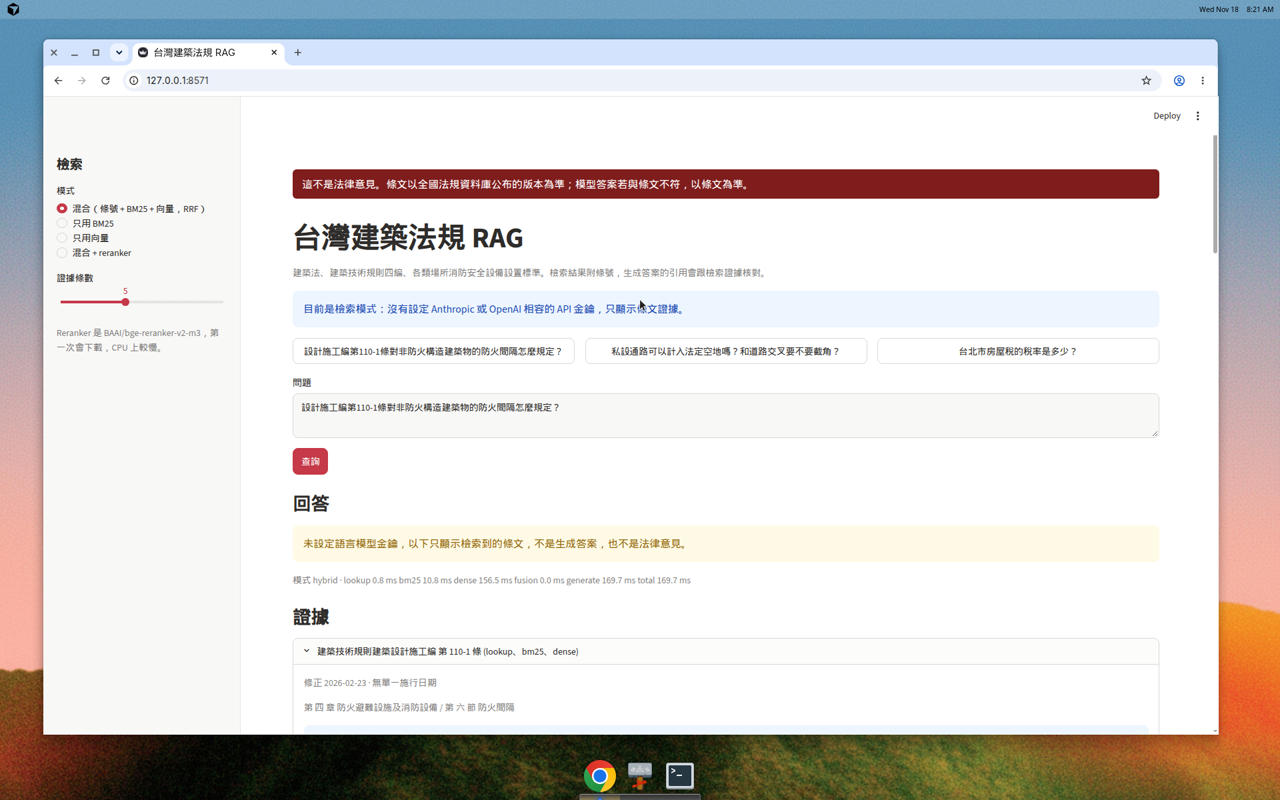 Wed Nov 18 8:21 AM
台灣建築法規 RAG
127.0.0.1:8571
Deploy
檢索
模式
混合（條號 + BM25 + 向量，RRF）
只用 BM25
只用向量
混合 + reranker
證據條數
5
Reranker 是 BAAI/bge-reranker-v2-m3，第
一次會下載，CPU 上較慢。
這不是法律意見。條文以全國法規資料庫公布的版本為準；模型答案若與條文不符，以條文為準。
台灣建築法規 RAG
建築法、建築技術規則四編、各類場所消防安全設備設置標準。檢索結果附條號，生成答案的引用會跟檢索證據核對。
目前是檢索模式：沒有設定 Anthropic 或 OpenAI 相容的 API 金鑰，只顯示條文證據。
設計施工編第110-1條對非防火構造建築物的防火間隔怎麼規定？
私設通路可以計入法定空地嗎？和道路交叉要不要截角？
台北市房屋稅的稅率是多少？
問題
設計施工編第110-1條對非防火構造建築物的防火間隔怎麼規定？
查詢
回答
未設定語言模型金鑰，以下只顯示檢索到的條文，不是生成答案，也不是法律意見。
模式 hybrid · lookup 0.8 ms bm25 10.8 ms dense 156.5 ms fusion 0.0 ms generate 169.7 ms total 169.7 ms
證據
建築技術規則建築設計施工編 第 110-1 條 (lookup、bm25、dense)
修正 2026-02-23 · 無單一施行日期
第 四 章 防火避難設施及消防設備 / 第 六 節 防火間隔